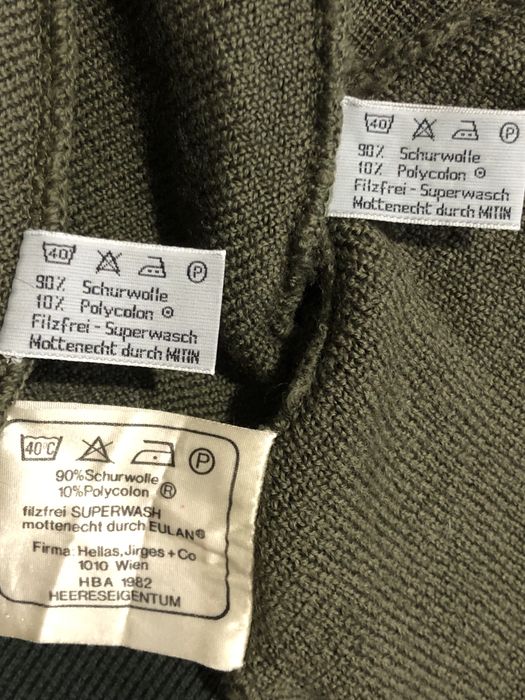 40 P
90% Schurwolle
10% Polycolon ®
Filzfrei - Superwasch
Mottenecht durch MITIN
40 P
90% Schurwolle
10% Polycolon ®
Filzfrei - Superwasch
Mottenecht durch MITIN
40°C P
90%Schurwolle
10%Polycolon ®
filzfrei SUPERWASH
mottenecht durch EULAN®
Firma: Hellas, Jirges + Co
1010 Wien
HBA 1982
HEERESEIGENTUM